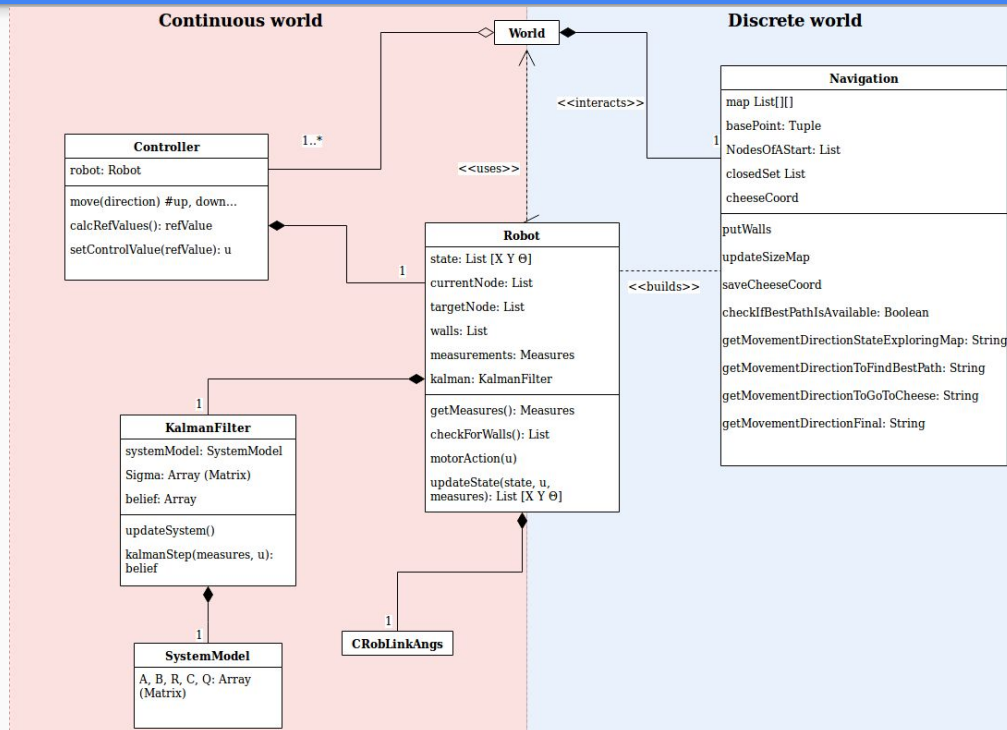 Continuous world
Discrete world
World
<<interacts>>
1
1..*
<<uses>>
Controller
robot: Robot
move(direction) #up, down...
calcRefValues(): refValue
setControlValue(refValue): u
1
Navigation
map List[][]
basePoint: Tuple
NodesOfAStart: List
closedSet List
cheeseCoord
putWalls
updateSizeMap
saveCheeseCoord
checkIfBestPathIsAvailable: Boolean
getMovementDirectionStateExploringMap: String
getMovementDirectionToFindBestPath: String
getMovementDirectionToGoToCheese: String
getMovementDirectionFinal: String
Robot
state: List [X Y Θ]
currentNode: List
targetNode: List
walls: List
measurements: Measures
kalman: KalmanFilter
getMeasures(): Measures
checkForWalls(): List
motorAction(u)
updateState(state, u,
measures): List [X Y Θ]
<<builds>>
1
KalmanFilter
systemModel: SystemModel
Sigma: Array (Matrix)
belief: Array
updateSystem()
kalmanStep(measures, u):
belief
1
SystemModel
A, B, R, C, Q: Array
(Matrix)
1
CRobLinkAngs